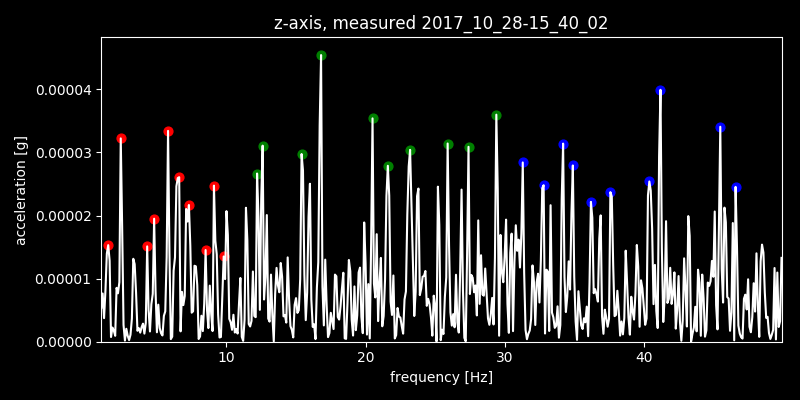 z-axis, measured 2017_10_28-15_40_02
acceleration [g]
0.00004
0.00003
0.00002
0.00001
0.00000
10 20 30 40
frequency [Hz]